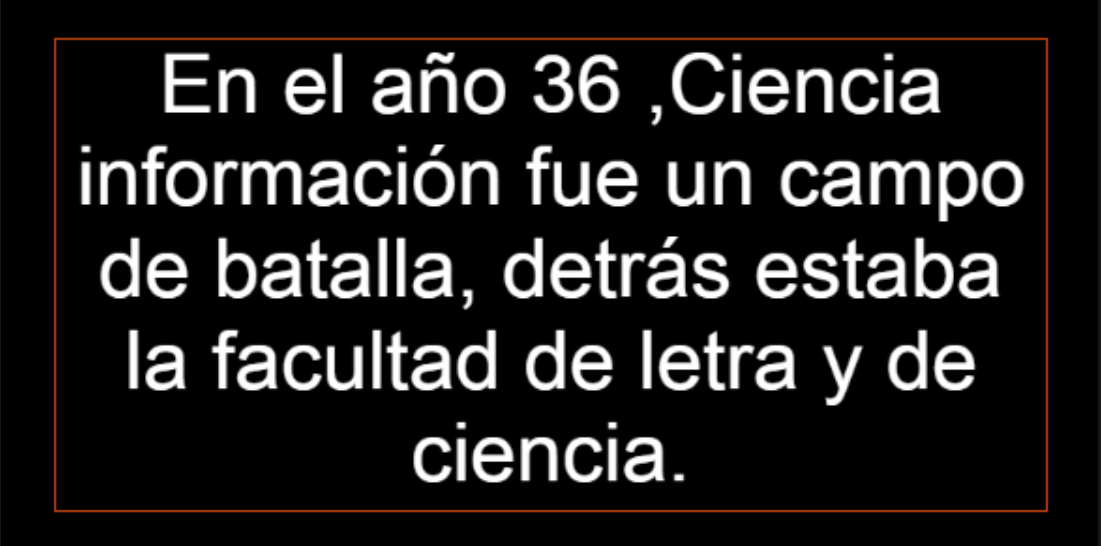 En el año 36 ,Ciencia
información fue un campo
de batalla, detrás estaba
la facultad de letra y de
ciencia.